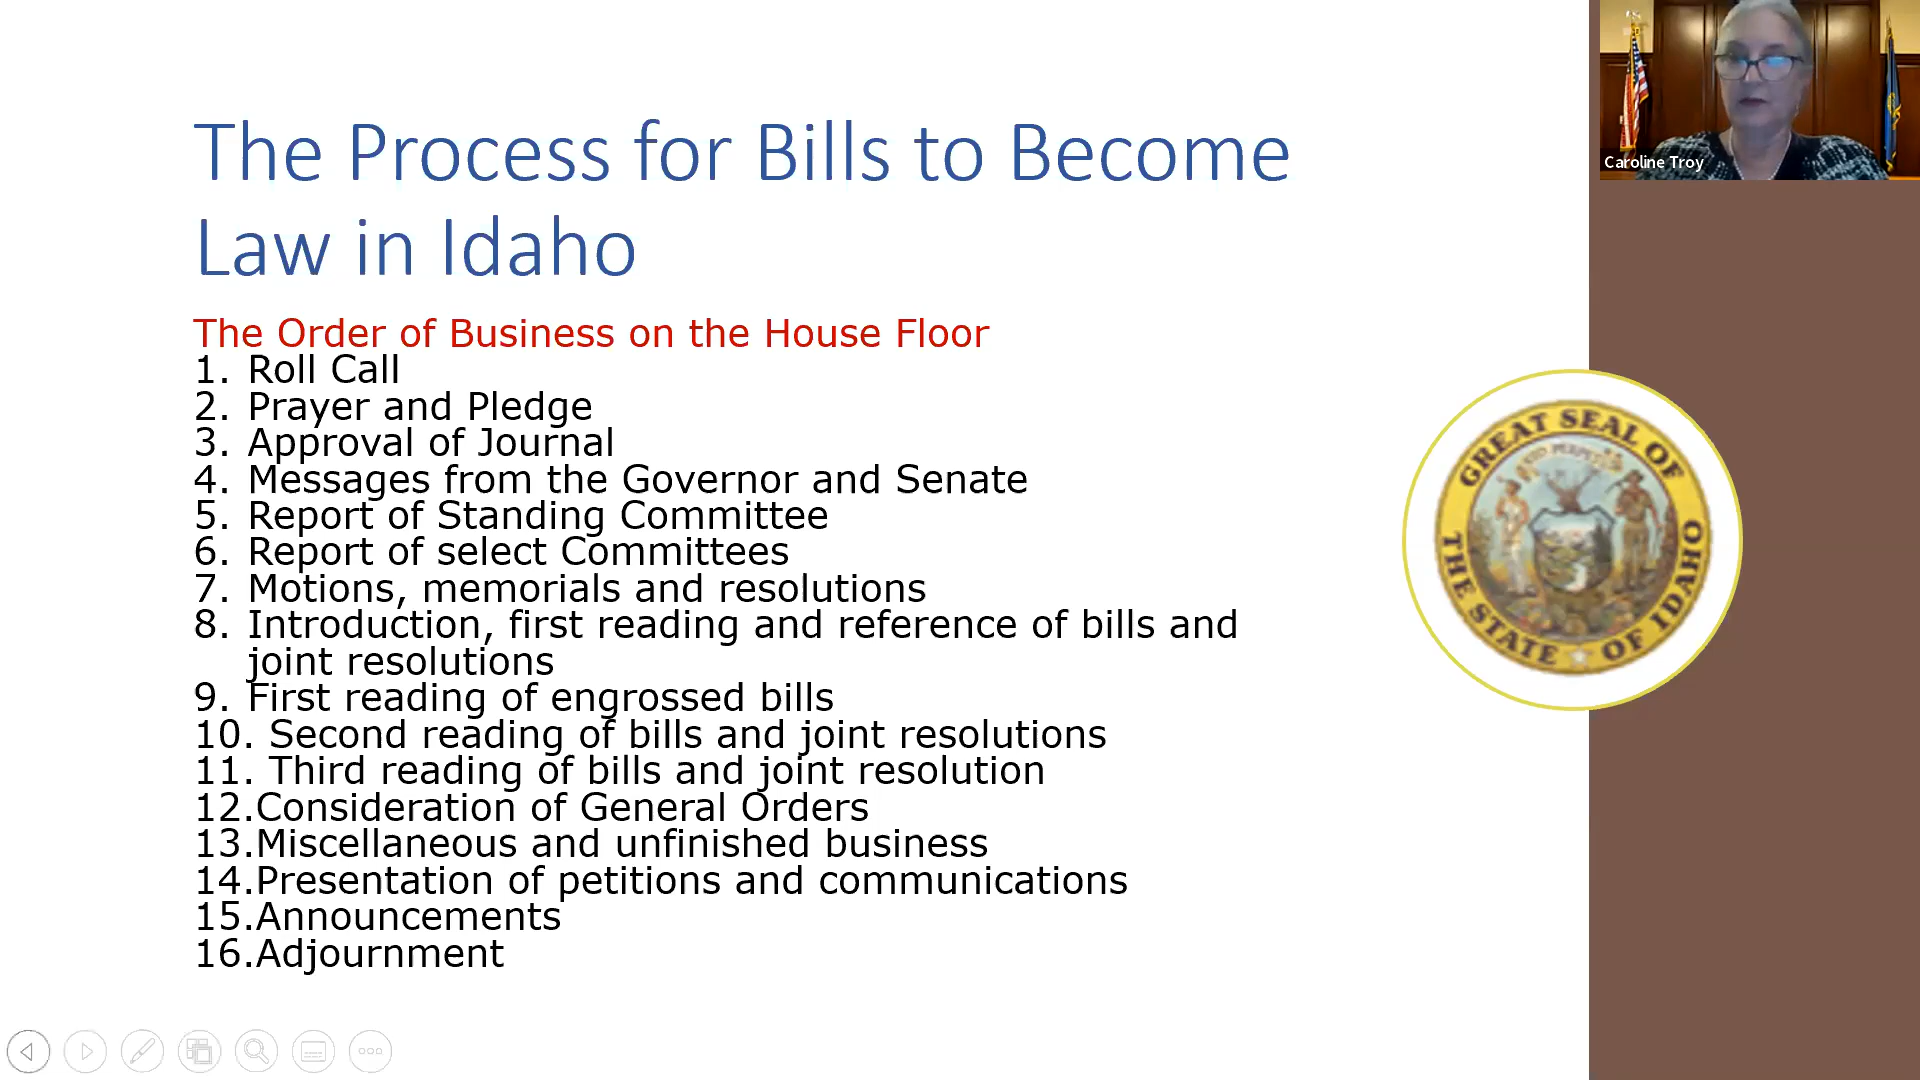 The Process for Bills to Become
Law in Idaho
The Order of Business on the House Floor
1. Roll Call
2. Prayer and Pledge
3. Approval of Journal
4. Messages from the Governor and Senate
5. Report of Standing Committee
6. Report of select Committees
7. Motions, memorials and resolutions
8. Introduction, first reading and reference of bills and
joint resolutions
9. First reading of engrossed bills
10. Second reading of bills and joint resolutions
11. Third reading of bills and joint resolution
12.Consideration of General Orders
13.Miscellaneous and unfinished business
14.Presentation of petitions and communications
15.Announcements
16.Adjournment
Caroline Troy
GREAT SEAL OF
THE STATE OF IDAHO